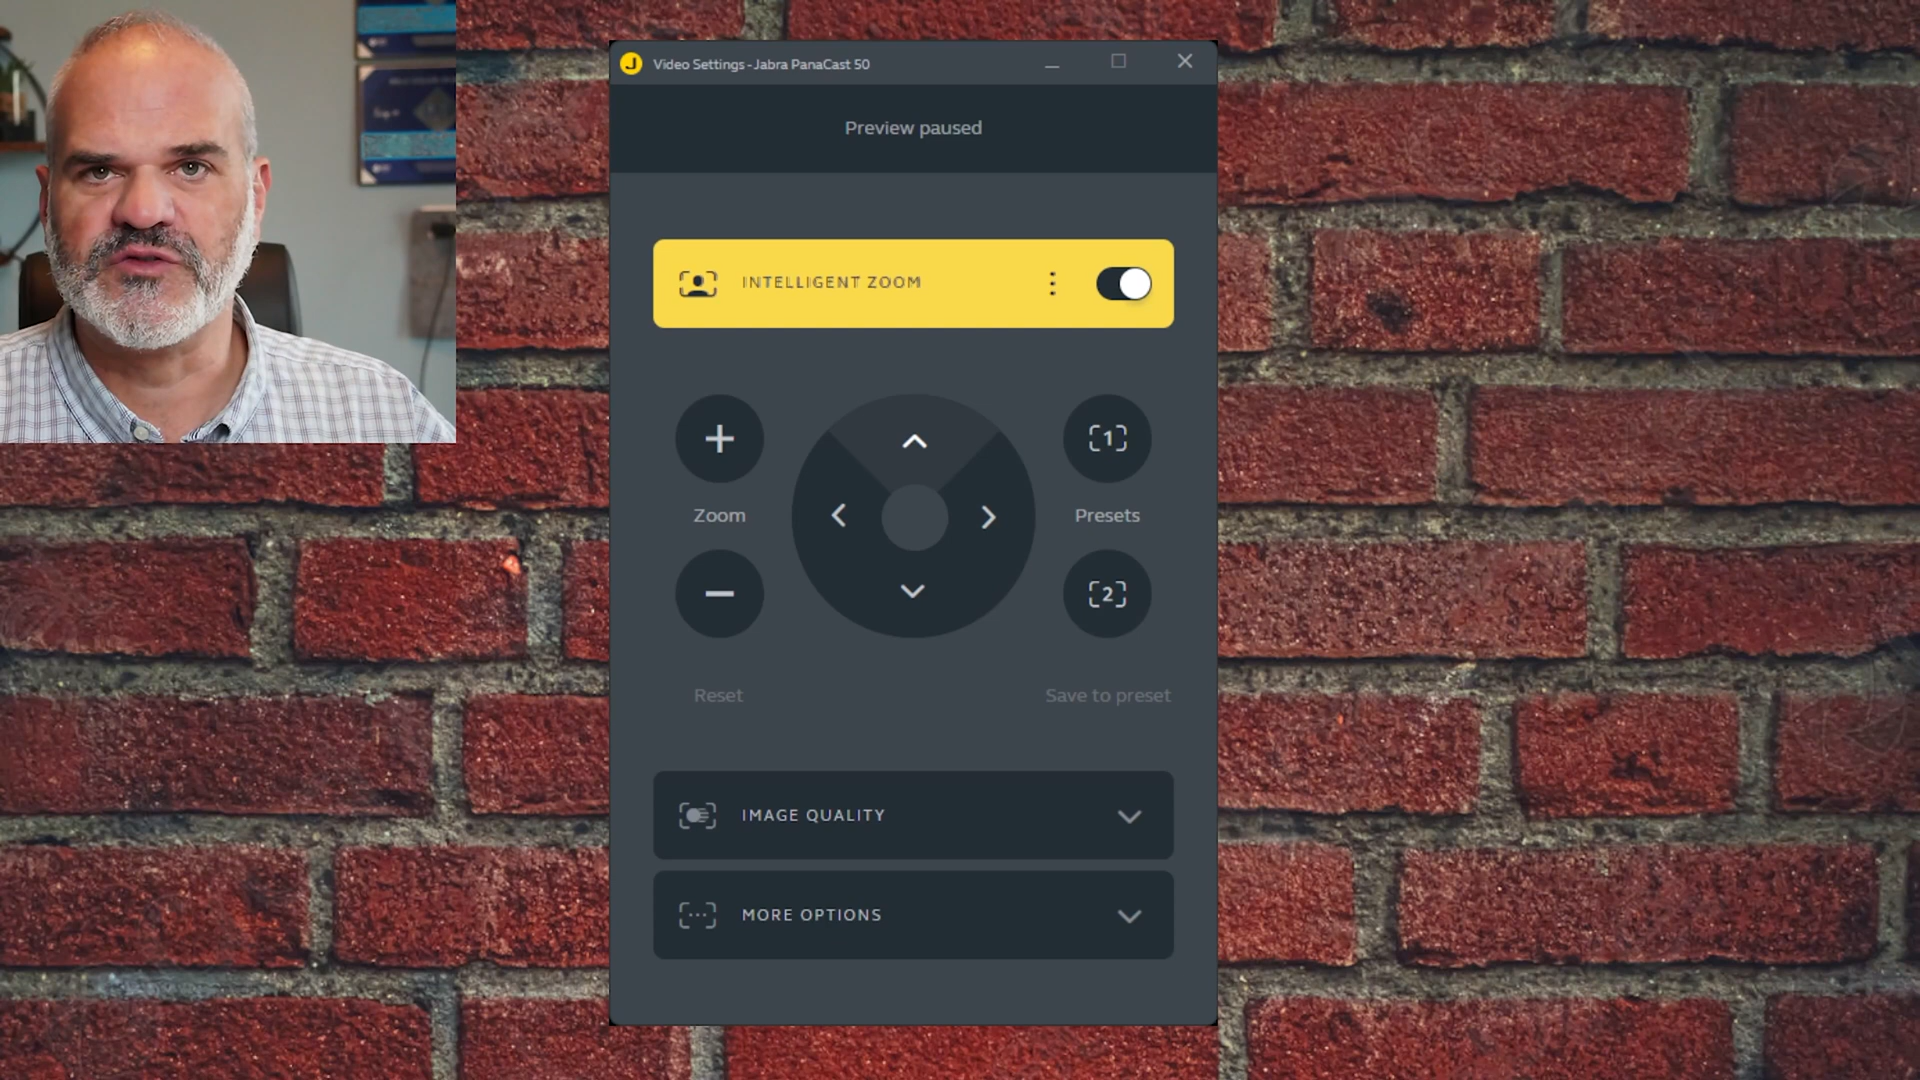 Video Settings - Jabra PanaCast 50
Preview paused
INTELLIGENT ZOOM
1
Zoom
Presets
2
Reset
Save to preset
IMAGE QUALITY
MORE OPTIONS